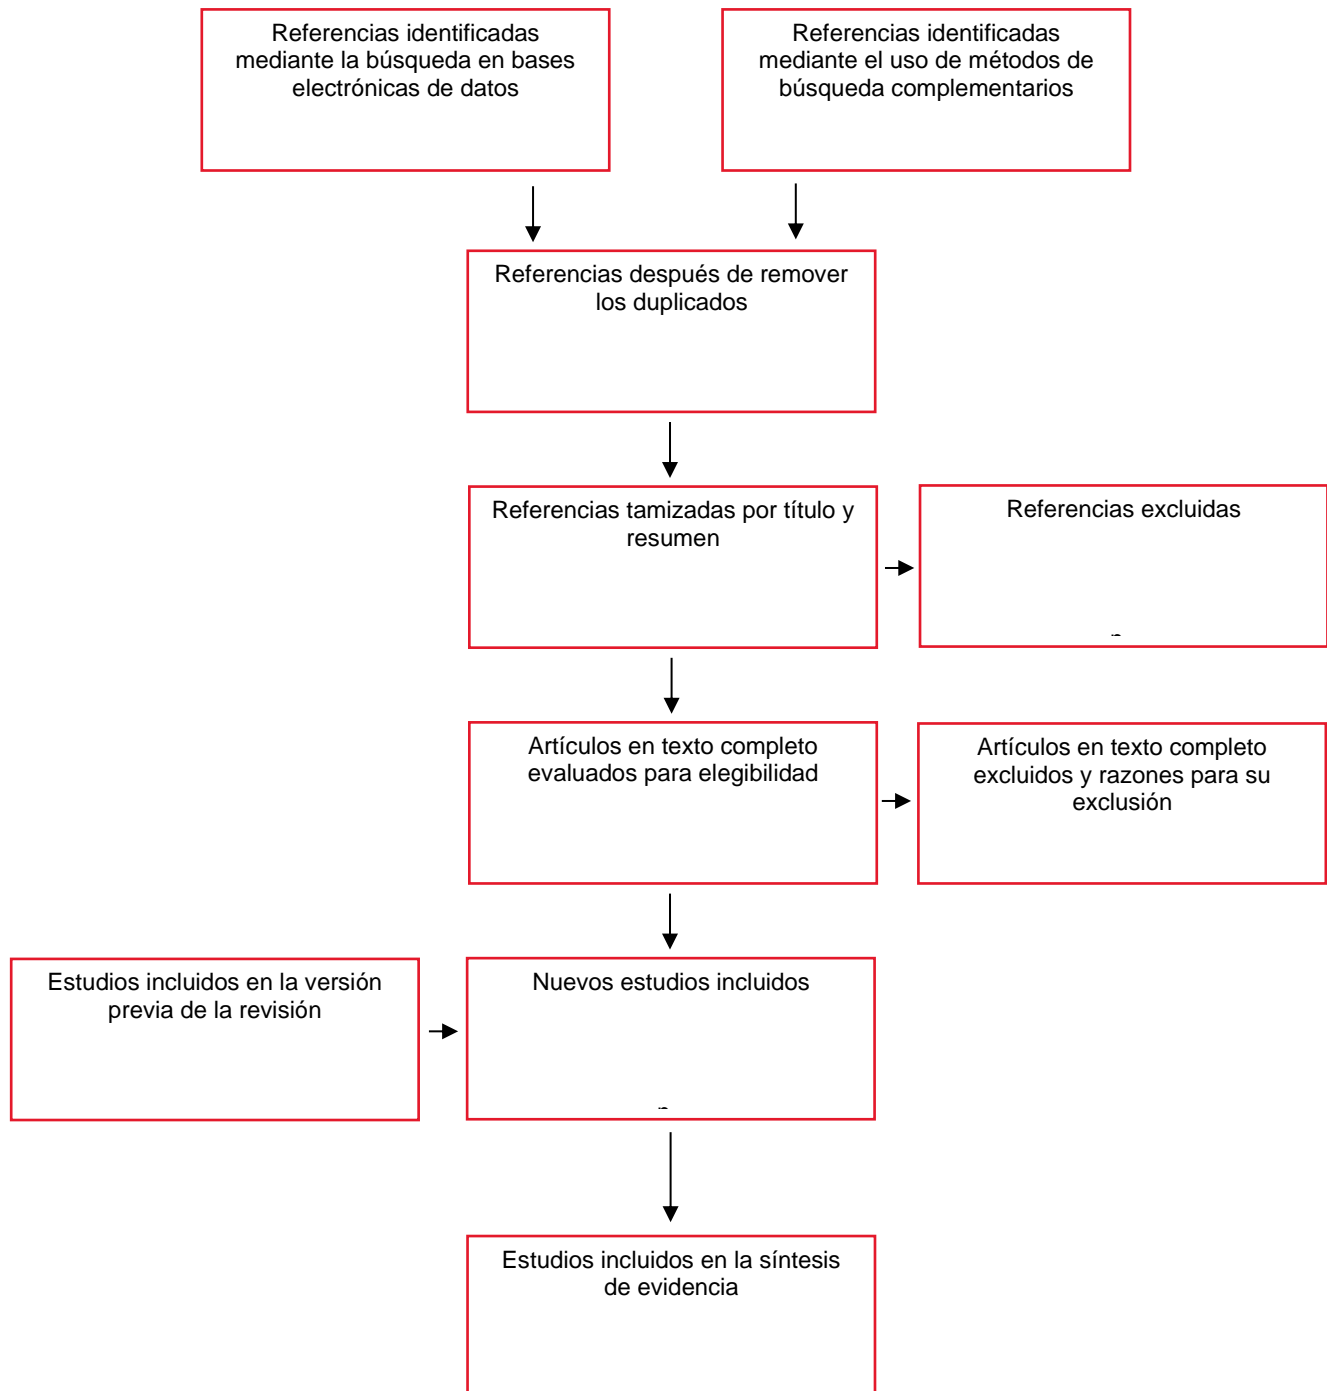 Referencias identificadas
mediante la búsqueda en bases
electrónicas de datos
Referencias identificadas
mediante el uso de métodos de
búsqueda complementarios
Referencias después de remover
los duplicados
Referencias tamizadas por título y
resumen
Referencias excluidas
Artículos en texto completo
evaluados para elegibilidad
Artículos en texto completo
excluidos y razones para su
exclusión
Estudios incluidos en la versión
previa de la revisión
Nuevos estudios incluidos
Estudios incluidos en la síntesis
de evidencia